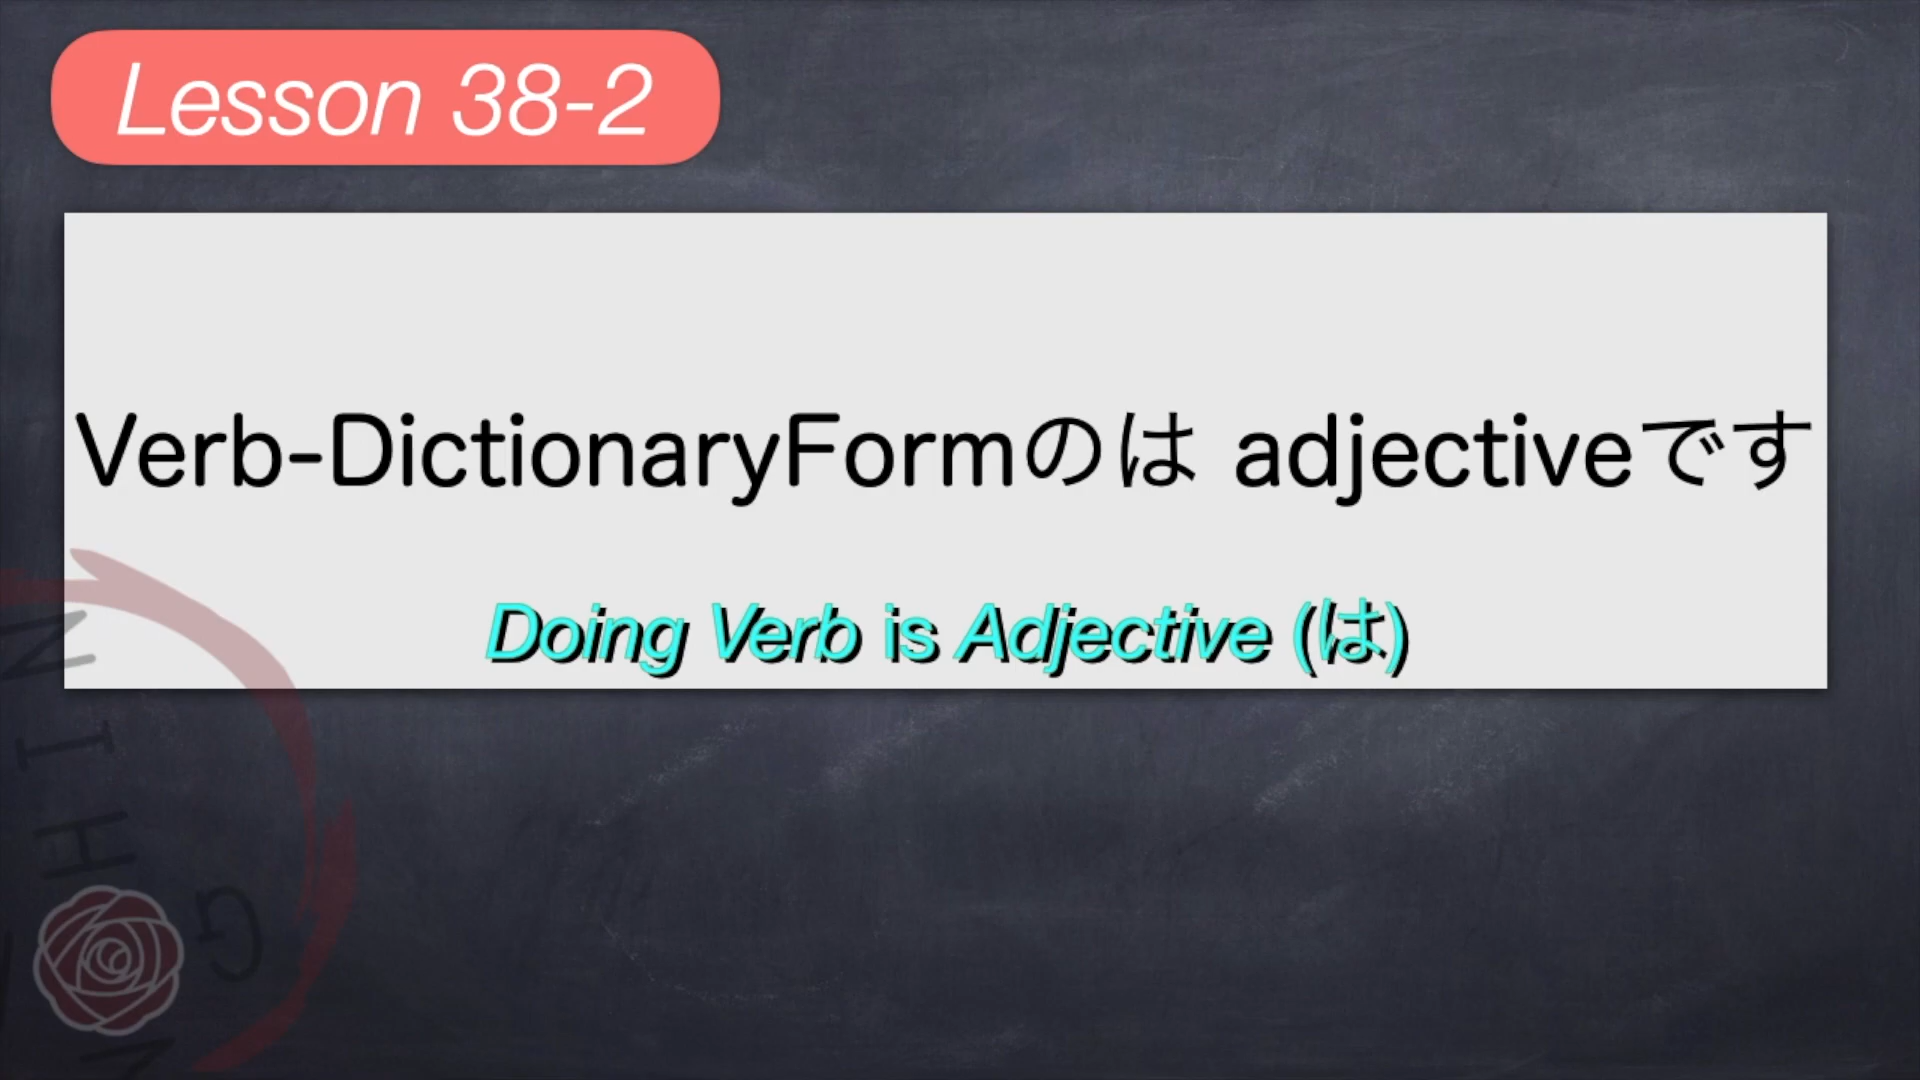 Lesson 38-2
Verb-DictionaryFormのは adjectiveです
Doing Verb is Adjective (は)